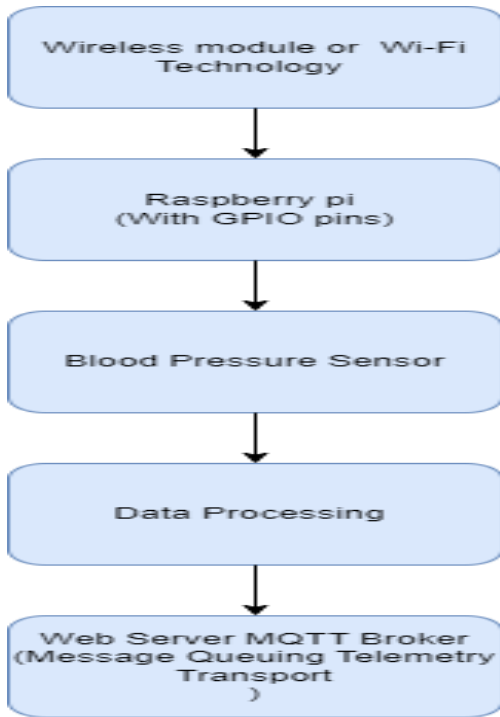 Wireless module or Wi-Fi
Technology
Raspberry pi
(With GPIO pins)
Blood Pressure Sensor
Data Processing
Web Server MQTT Broker
(Message Queuing Telemetry
Transport
)